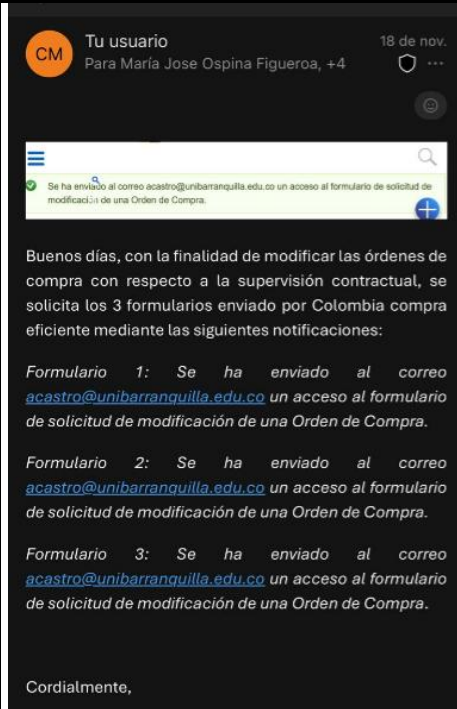 CM
Tu usuario
18 de nov.
Para María Jose Ospina Figueroa, +4
Se ha enviado al correo acastro@unibarranquilla.edu.co un acceso al formulario de solicitud de
modificación de una Orden de Compra.
Buenos días, con la finalidad de modificar las órdenes de
compra con respecto a la supervisión contractual, se
solicita los 3 formularios enviado por Colombia compra
eficiente mediante las siguientes notificaciones:
Formulario 1: Se ha enviado al correo
acastro@unibarranquilla.edu.co un acceso al formulario
de solicitud de modificación de una Orden de Compra.
Formulario 2: Se ha enviado al correo
acastro@unibarranquilla.edu.co un acceso al formulario
de solicitud de modificación de una Orden de Compra.
Formulario 3: Se ha enviado al correo
acastro@unibarranquilla.edu.co un acceso al formulario
de solicitud de modificación de una Orden de Compra.
Cordialmente,